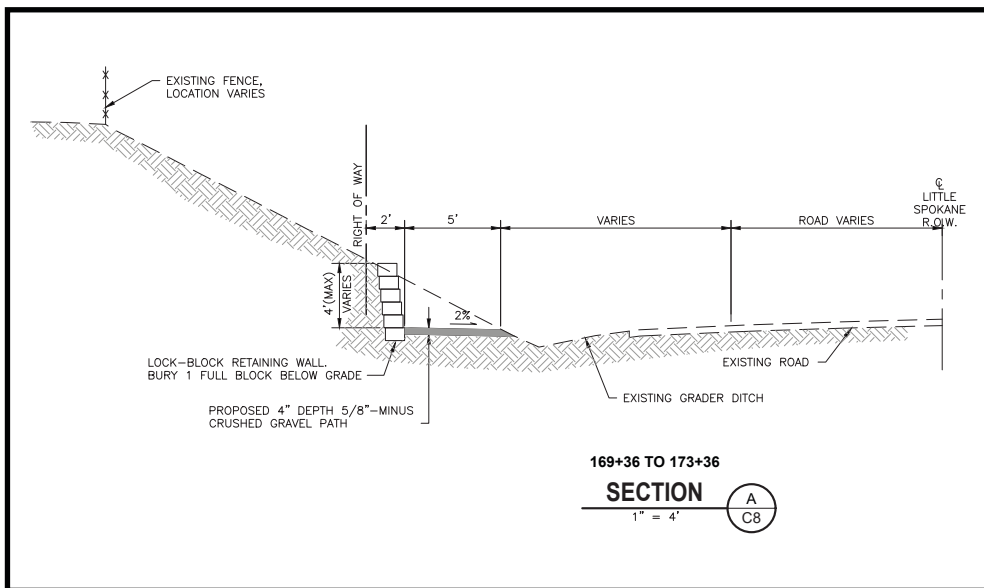 EXISTING FENCE,
LOCATION VARIES
RIGHT OF WAY
2'
5'
VARIES
ROAD VARIES
℄
LITTLE
SPOKANE
R.O.W.
4'(MAX)
VARIES
2%
LOCK-BLOCK RETAINING WALL.
BURY 1 FULL BLOCK BELOW GRADE
EXISTING ROAD
EXISTING GRADER DITCH
PROPOSED 4" DEPTH 5/8"-MINUS
CRUSHED GRAVEL PATH
169+36 TO 173+36
SECTION
A
C8
1" = 4'